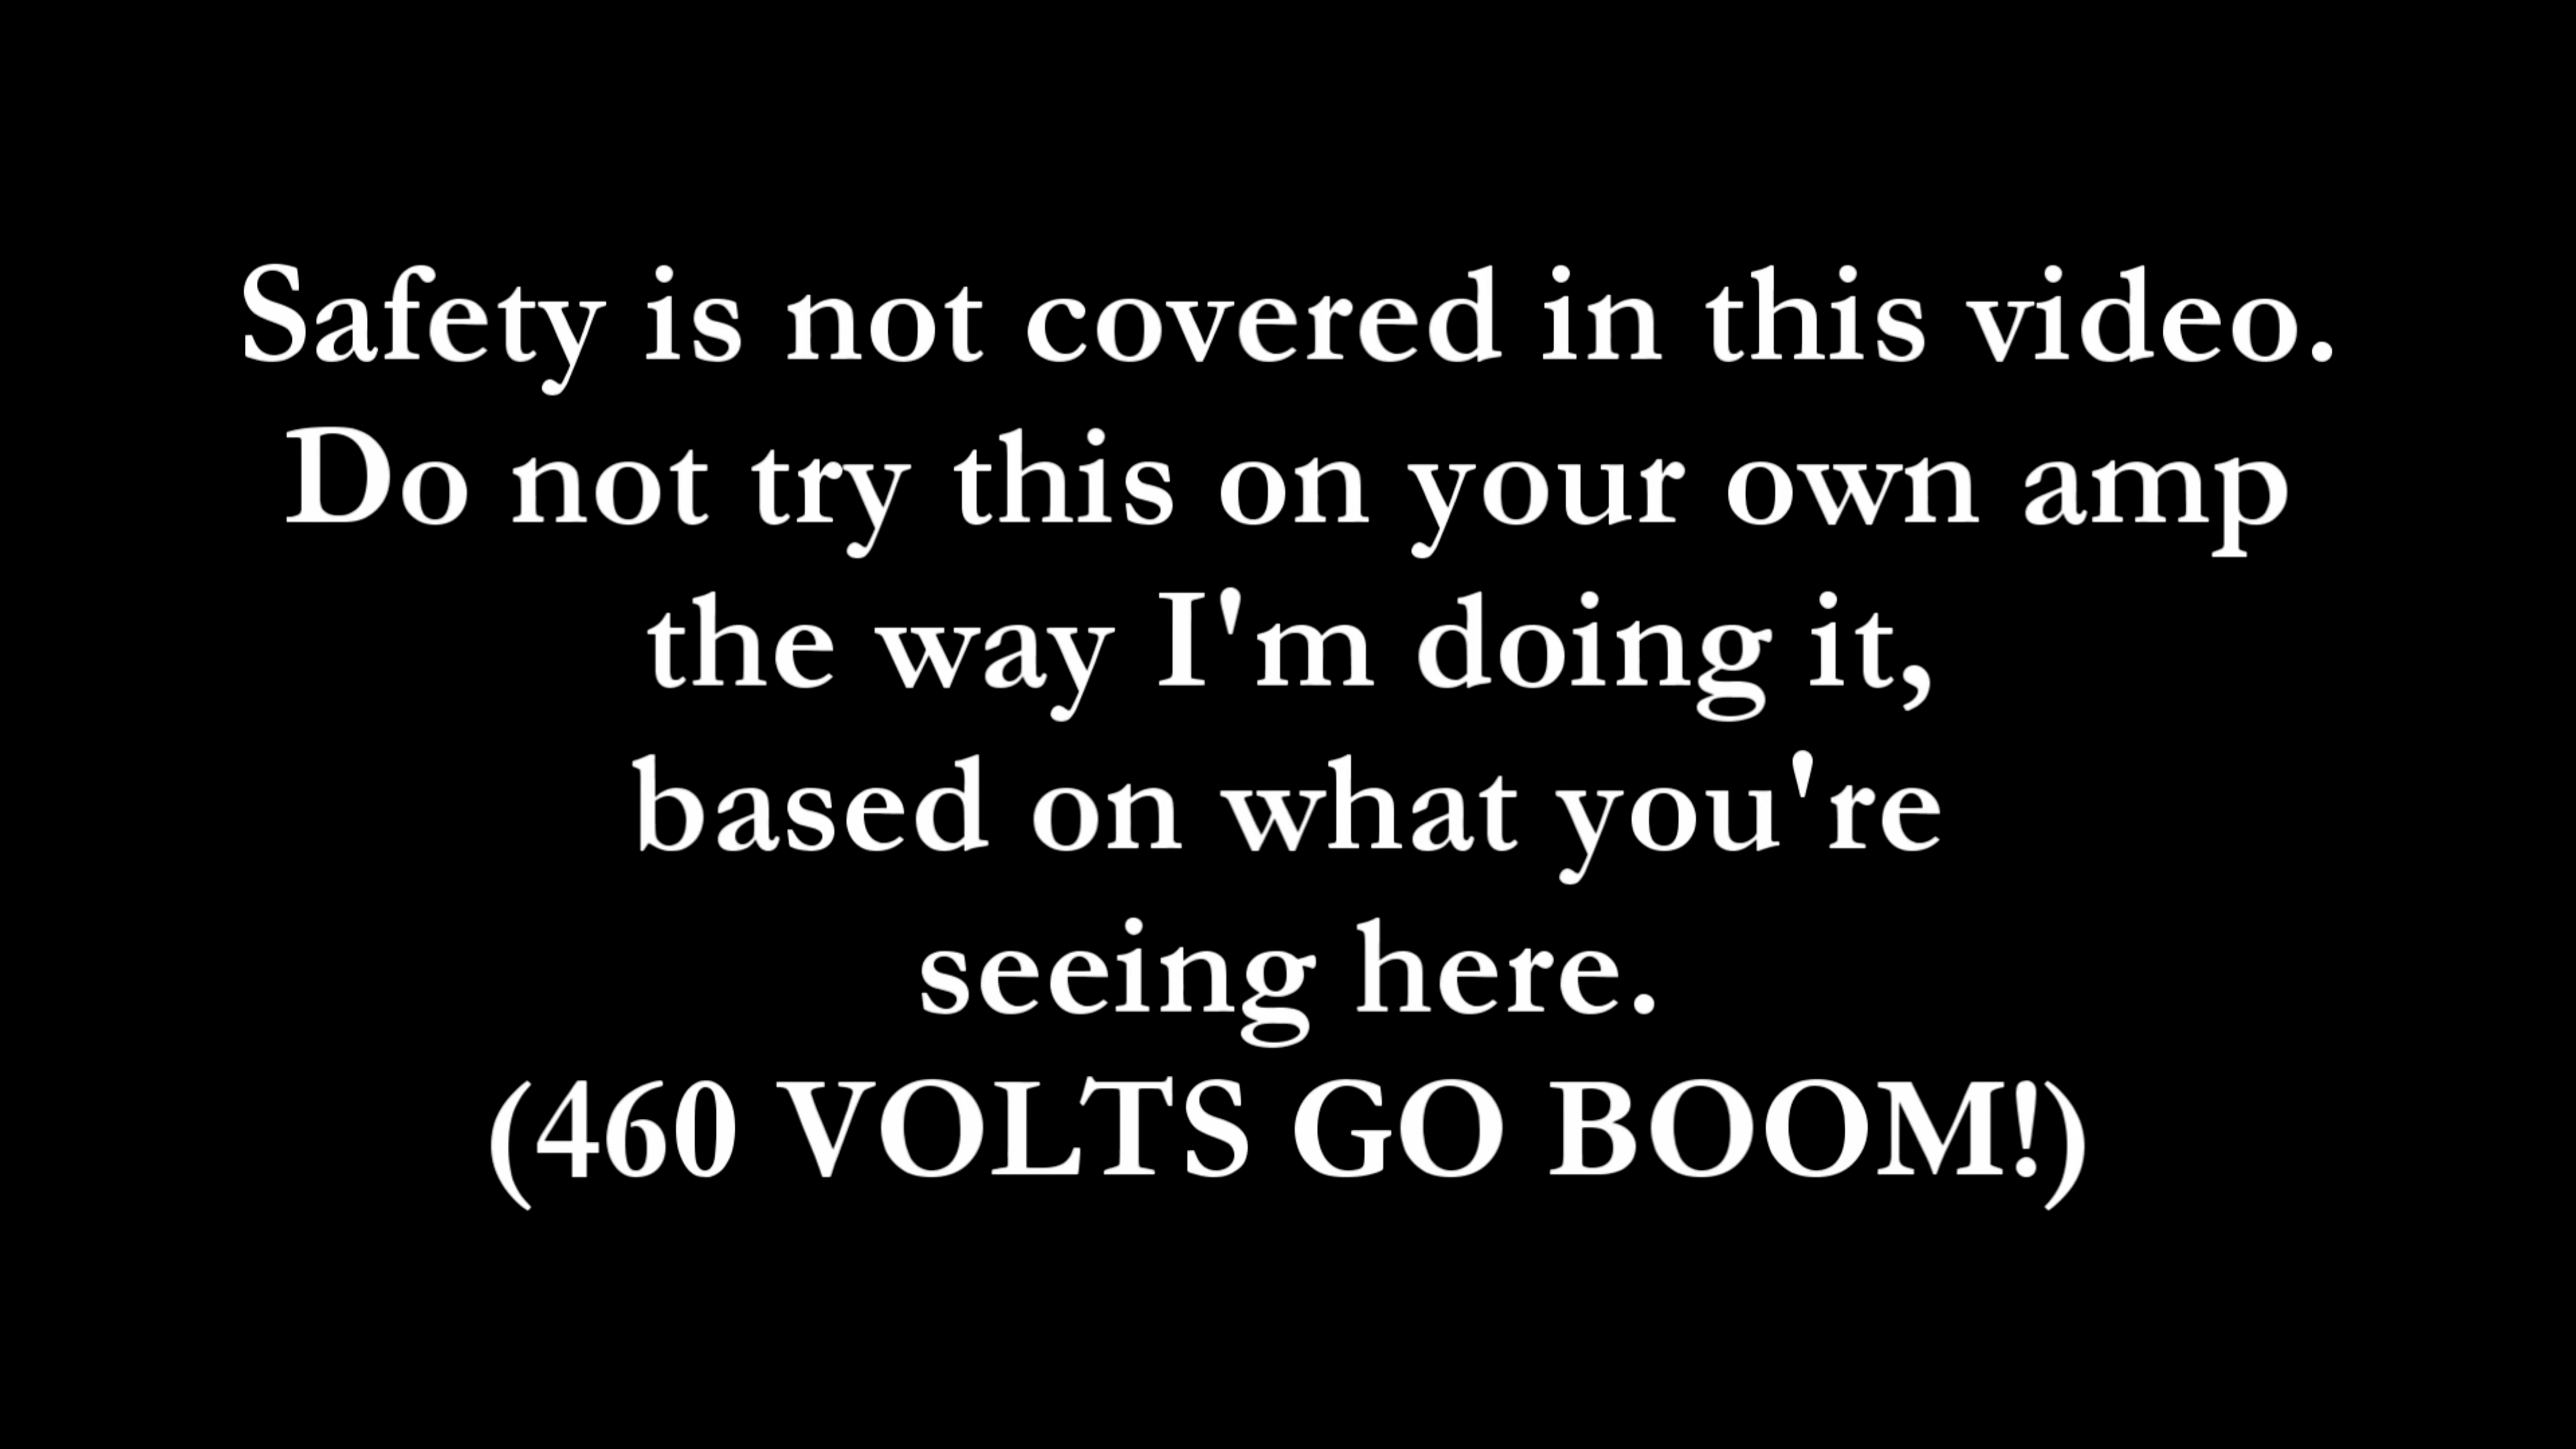 Safety is not covered in this video.
Do not try this on your own amp
the way I'm doing it,
based on what you're
seeing here.
(460 VOLTS GO BOOM!)